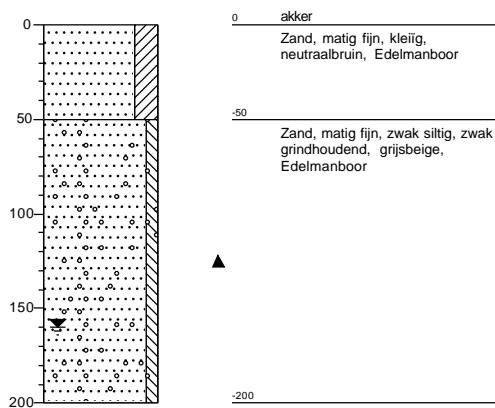 0
50
100
150
200
0 akker
Zand, matig fijn, kleiïg,
neutraalbruin, Edelmanboor
-50
Zand, matig fijn, zwak siltig, zwak
grindhoudend, grijsbeige,
Edelmanboor
-200